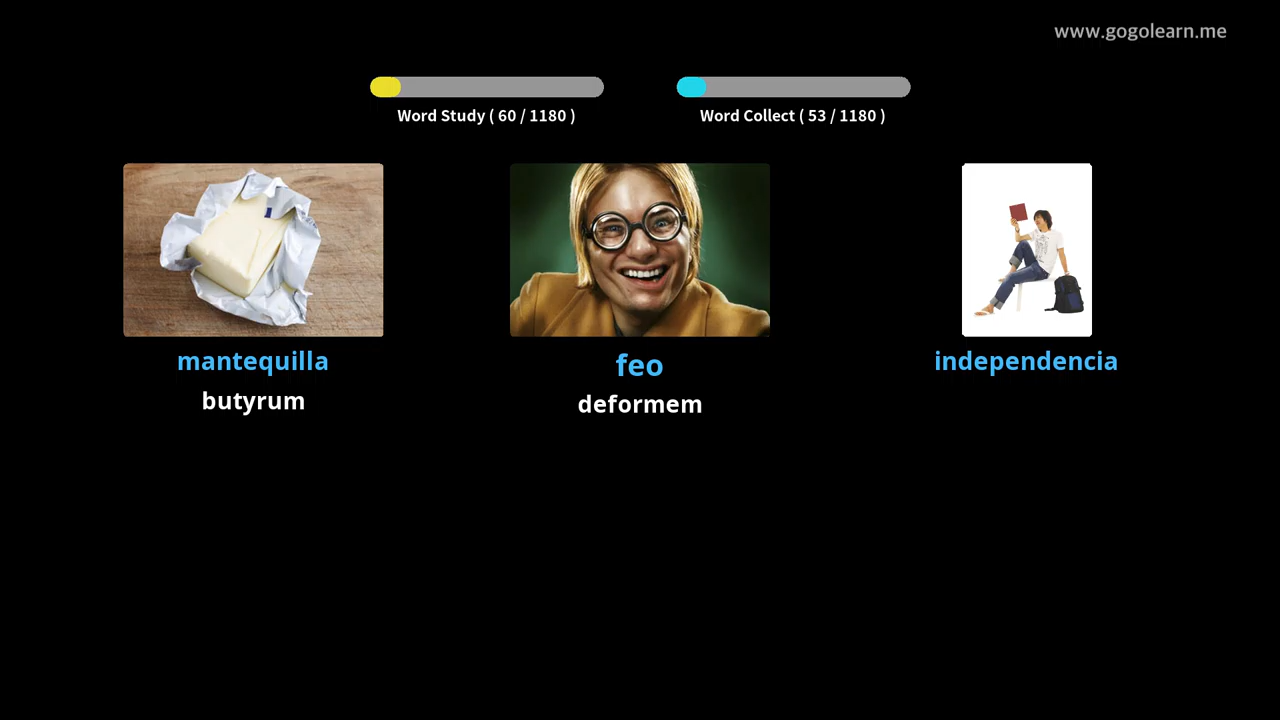 www.gogolearn.me
Word Study ( 60 / 1180 )
Word Collect ( 53 / 1180 )
mantequilla
butyrum
feo
deformem
independencia